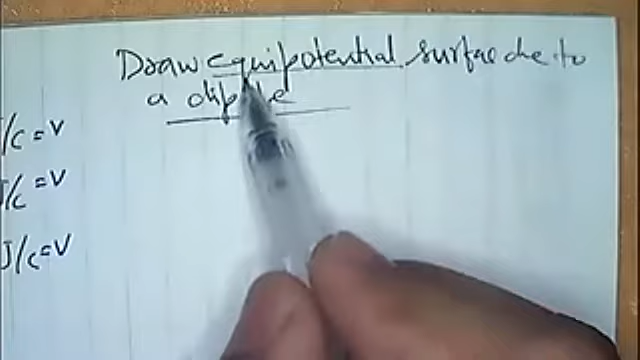 Draw equipotential surface due to
a dipole
/C = V
/C = V
J/C = V